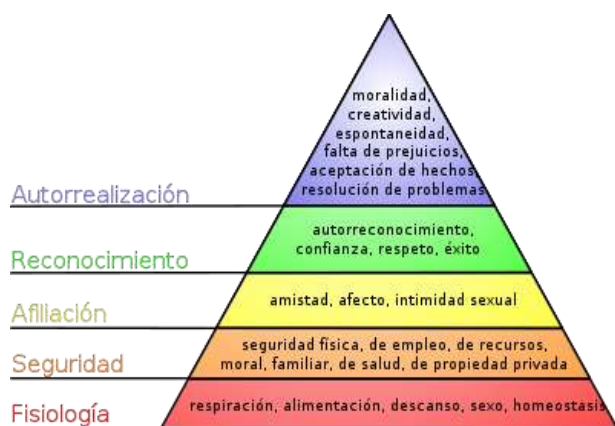 moralidad,
creatividad,
espontaneidad,
falta de prejuicios,
aceptación de hechos,
resolución de problemas
Autorrealización
autorreconocimiento,
confianza, respeto, éxito
Reconocimiento
amistad, afecto, intimidad sexual
Afiliación
seguridad física, de empleo, de recursos,
moral, familiar, de salud, de propiedad privada
Seguridad
respiración, alimentación, descanso, sexo, homeostasis
Fisiología